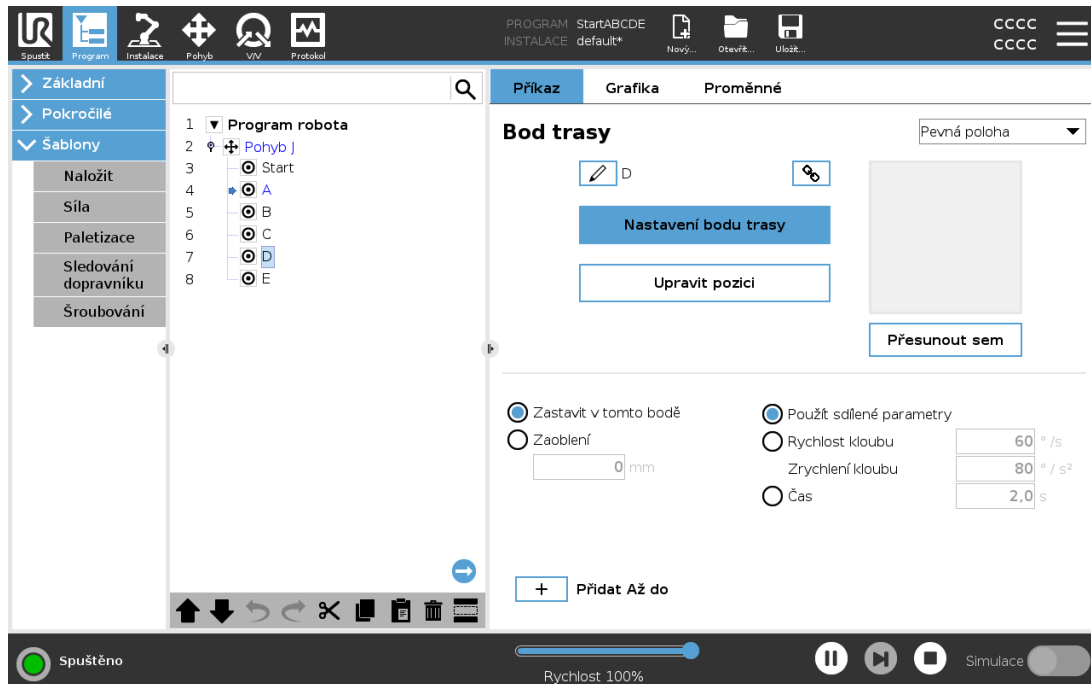 UR
PROGRAM StartABCDE
INSTALACE default*
CCCC
CCCC
Spustit Program Instalace Pohyb V/V Protokol
Nový... Otevřít... Uložit...
Základní
Pokročilé
Šablony
Naložit
Síla
Paletizace
Sledování
dopravníku
Šroubování
1 Program robota
2 Pohyb J
3 Start
4 A
5 B
6 C
7 D
8 E
Příkaz Grafika Proměnné
Bod trasy
Pevná poloha
D
Nastavení bodu trasy
Upravit pozici
Přesunout sem
Zastavit v tomto bodě
Zaoblení
0 mm
Použít sdílené parametry
Rychlost kloubu 60 ° /s
Zrychlení kloubu 80 ° / s²
Čas 2,0 s
+ Přidat Až do
Spuštěno
Rychlost 100%
Simulace